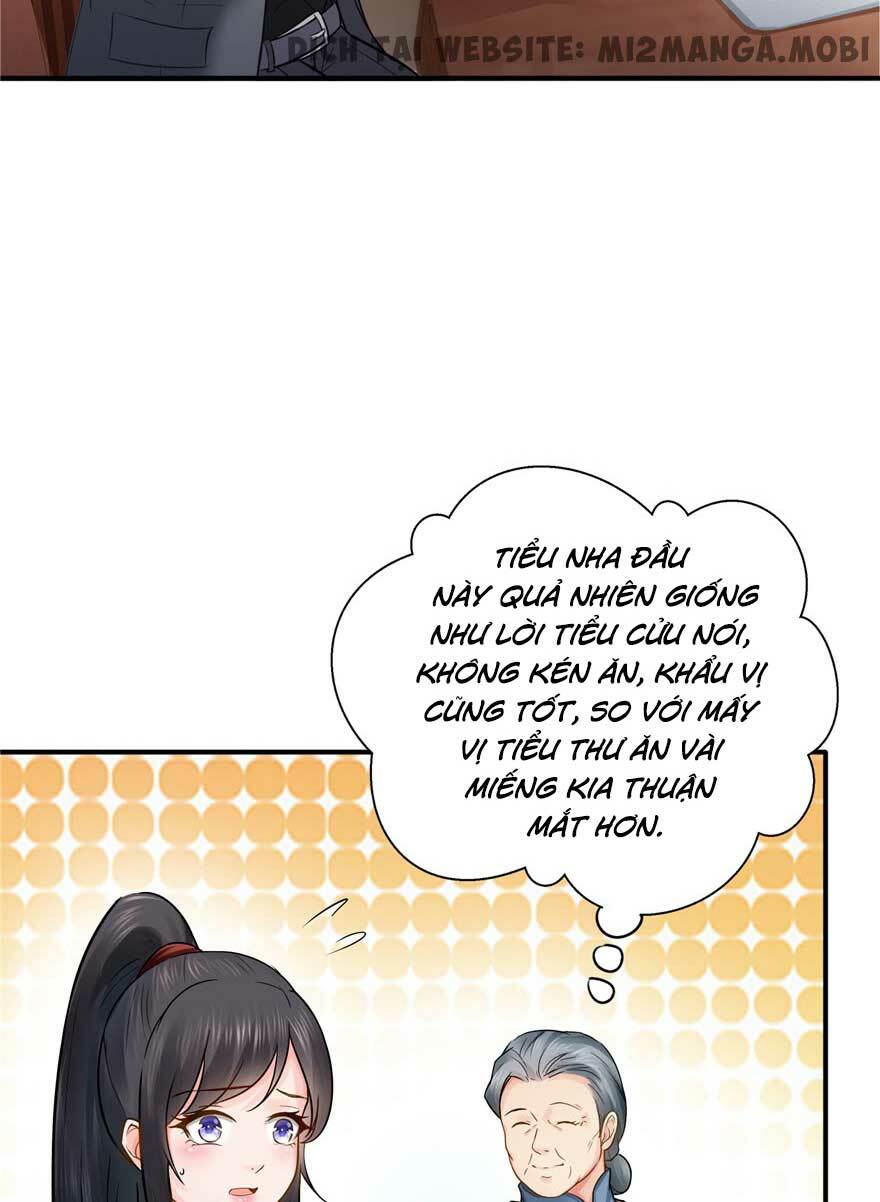 DỊCH TẠI WEBSITE: MI2MANGA.MOBI
TIỂU NHA ĐẦU
NÀY QUẢ NHIÊN GIỐNG
NHƯ LỜI TIỂU CỬU NÓI,
KHÔNG KÉN ĂN, KHẨU VỊ
CŨNG TỐT, SO VỚI MẤY
VỊ TIỂU THƯ ĂN VÀI
MIẾNG KIA THUẬN
MẮT HƠN.